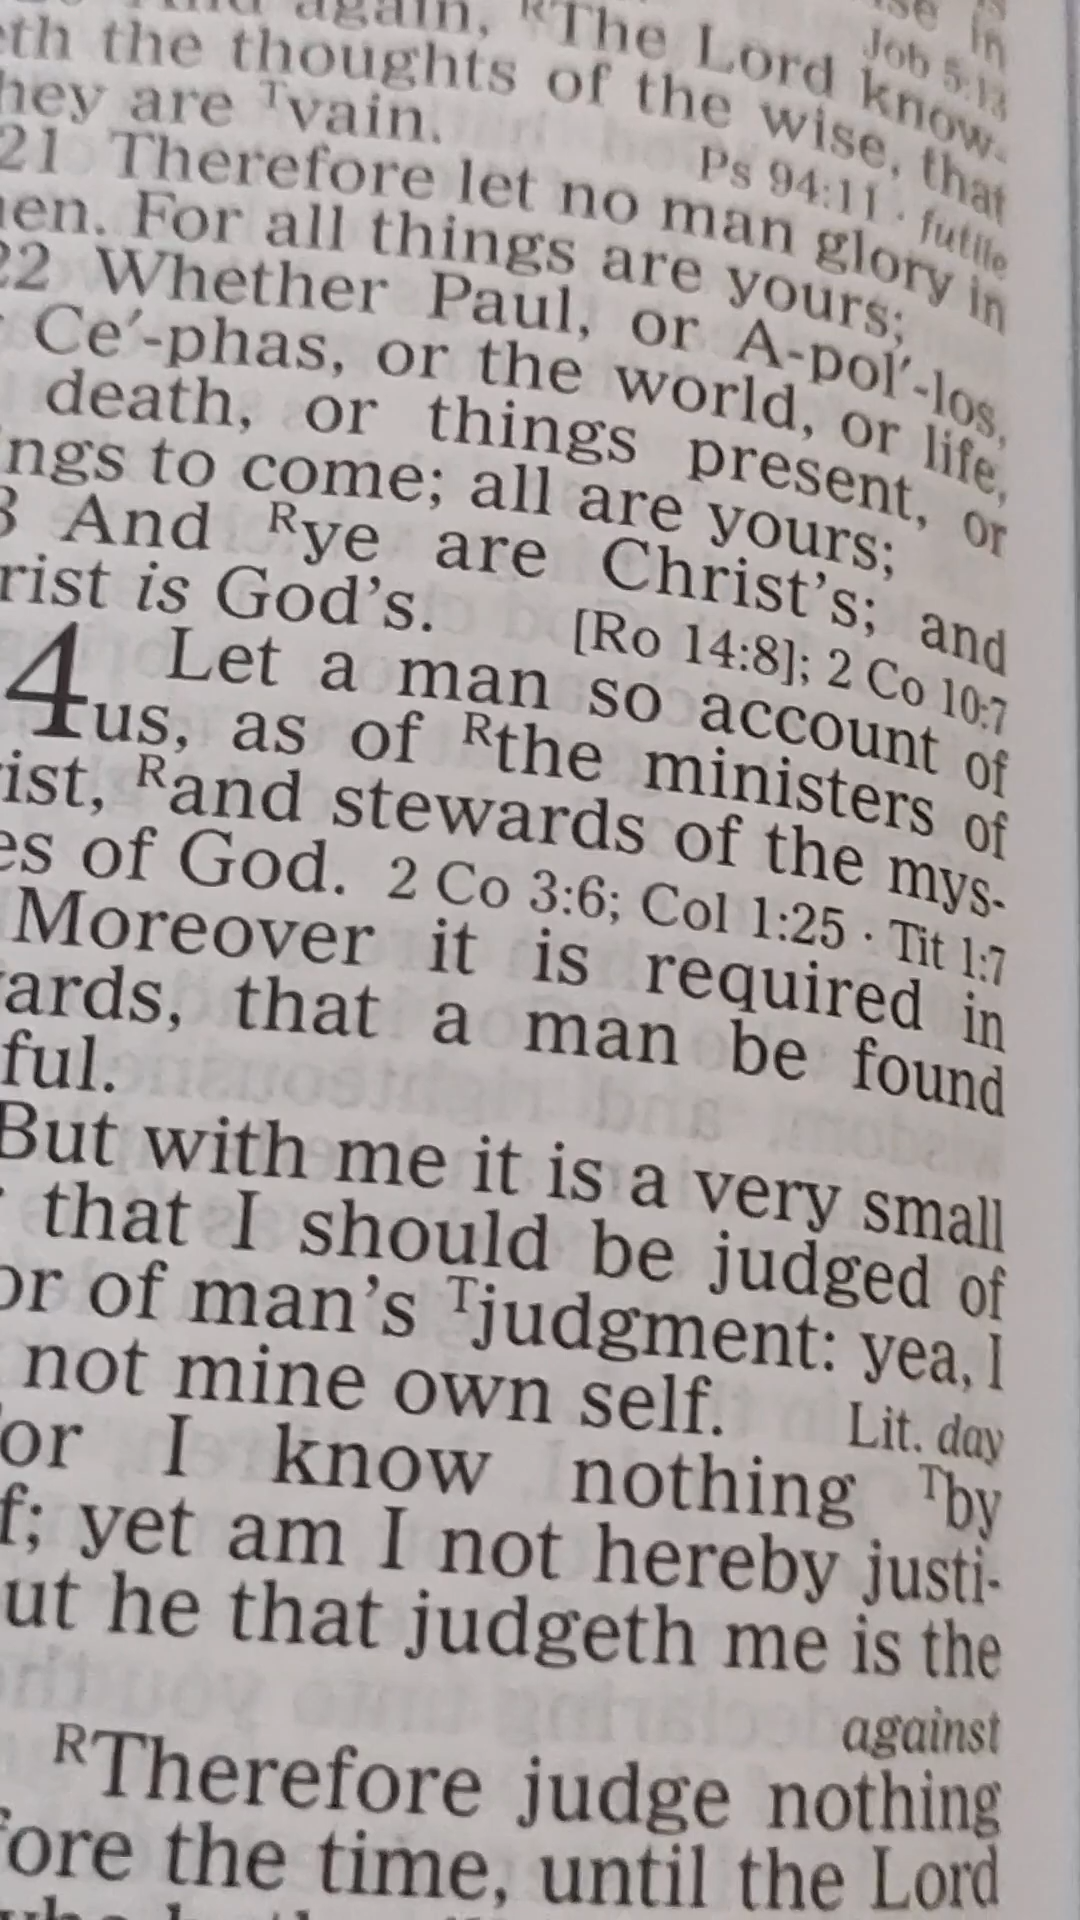 again, ᴿThe Lord know-
eth the thoughts of the wise, that
hey are ᵀvain. Ps 94:11 · futile
21 Therefore let no man glory in
en. For all things are yours;
22 Whether Paul, or A-pol′-los,
Ce′-phas, or the world, or life,
death, or things present, or
ngs to come; all are yours;
3 And ᴿye are Christ's; and
rist is God's. [Ro 14:8]; 2 Co 10:7
4 Let a man so account of
us, as of ᴿthe ministers of
ist, ᴿand stewards of the mys-
es of God. 2 Co 3:6; Col 1:25 · Tit 1:7
Moreover it is required in
ards, that a man be found
ful.
But with me it is a very small
that I should be judged of
or of man's ᵀjudgment: yea, I
not mine own self. Lit. day
or I know nothing ᵀby
f; yet am I not hereby justi-
ut he that judgeth me is the
against
ᴿTherefore judge nothing
fore the time, until the Lord